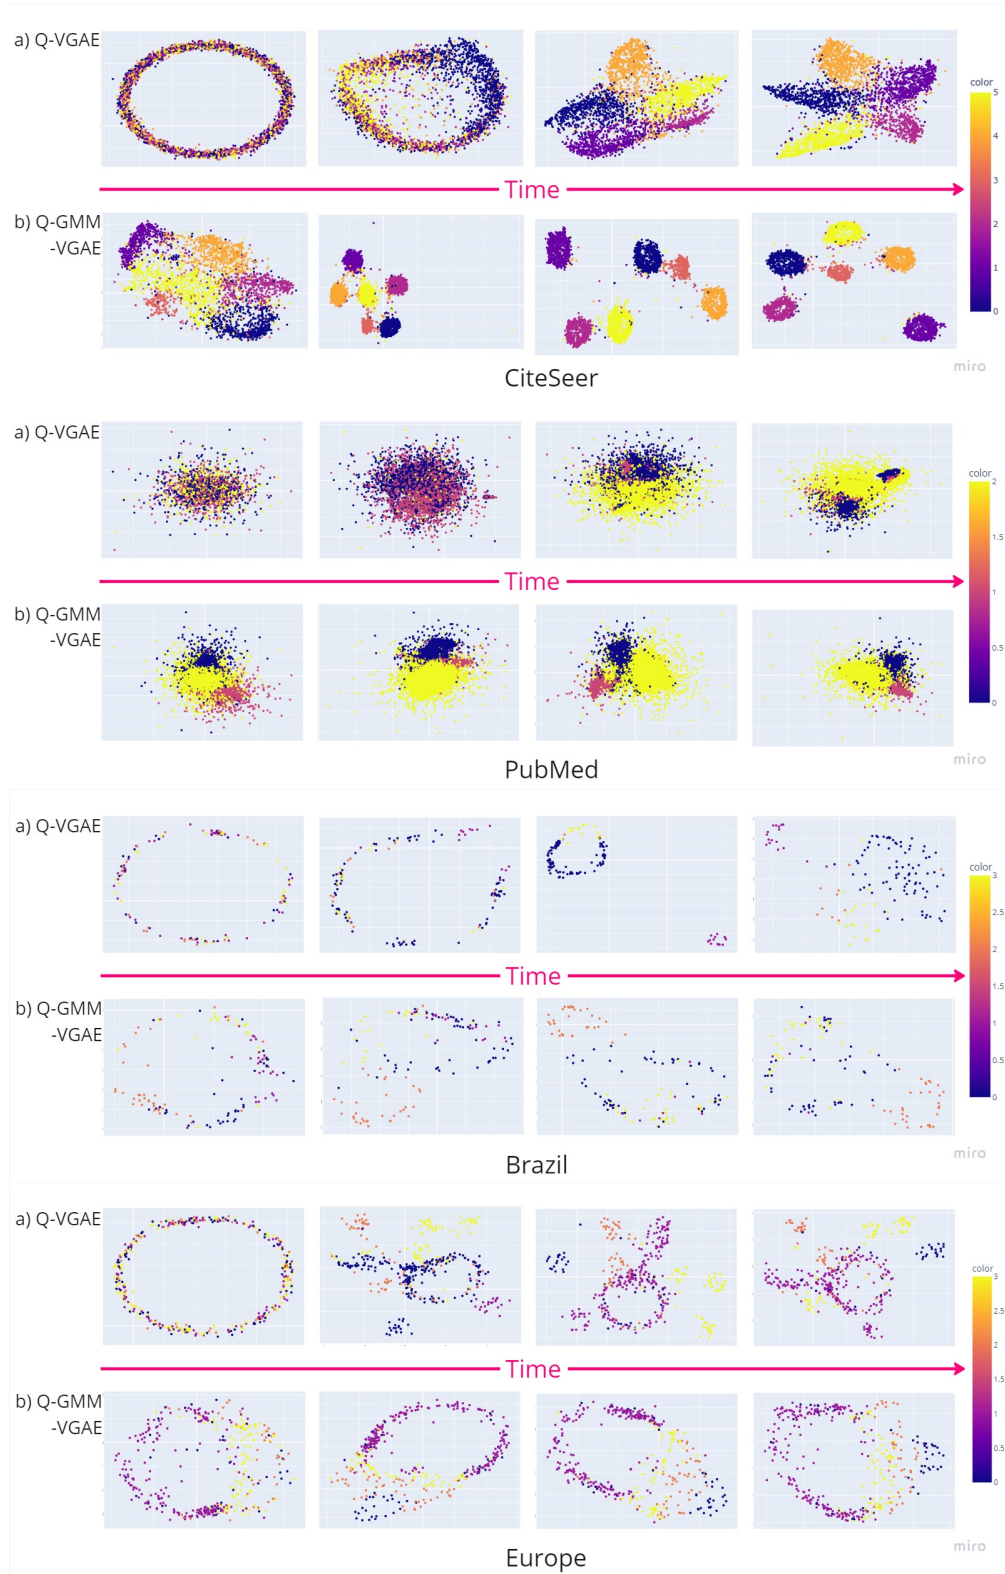 a) Q-VGAE
color
5
4
3
2
1
0
Time
b) Q-GMM
-VGAE
miro
CiteSeer
a) Q-VGAE
color
2
1.5
1
0.5
0
Time
b) Q-GMM
-VGAE
miro
PubMed
a) Q-VGAE
color
3
2.5
2
1.5
1
0.5
0
Time
b) Q-GMM
-VGAE
miro
Brazil
a) Q-VGAE
color
3
2.5
2
1.5
1
0.5
0
Time
b) Q-GMM
-VGAE
miro
Europe